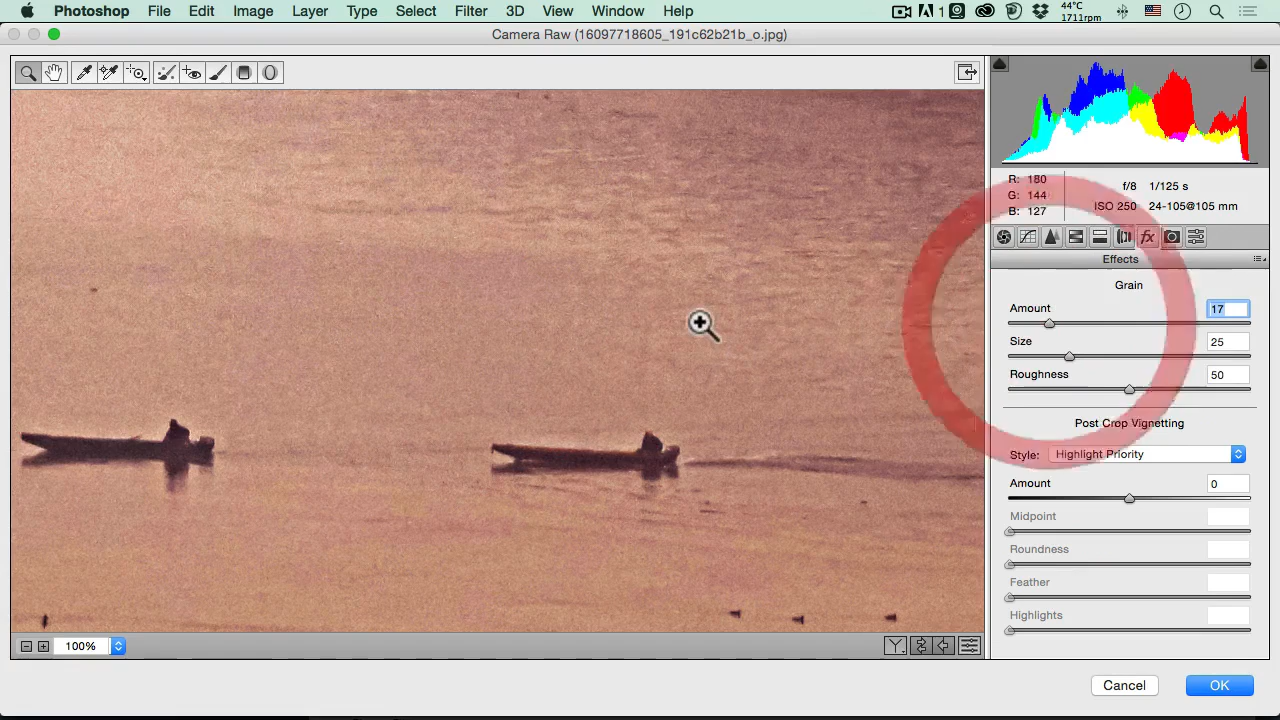 Photoshop File Edit Image Layer Type Select Filter 3D View Window Help 1 44°C 1711rpm
Camera Raw (16097718605_191c62b21b_o.jpg)
R: 180
G: 144
B: 127
f/8 1/125 s
ISO 250 24-105@105 mm
fx
Effects
Grain
Amount 17
Size 25
Roughness 50
Post Crop Vignetting
Style: Highlight Priority
Amount 0
Midpoint
Roundness
Feather
Highlights
100% Y
Cancel OK